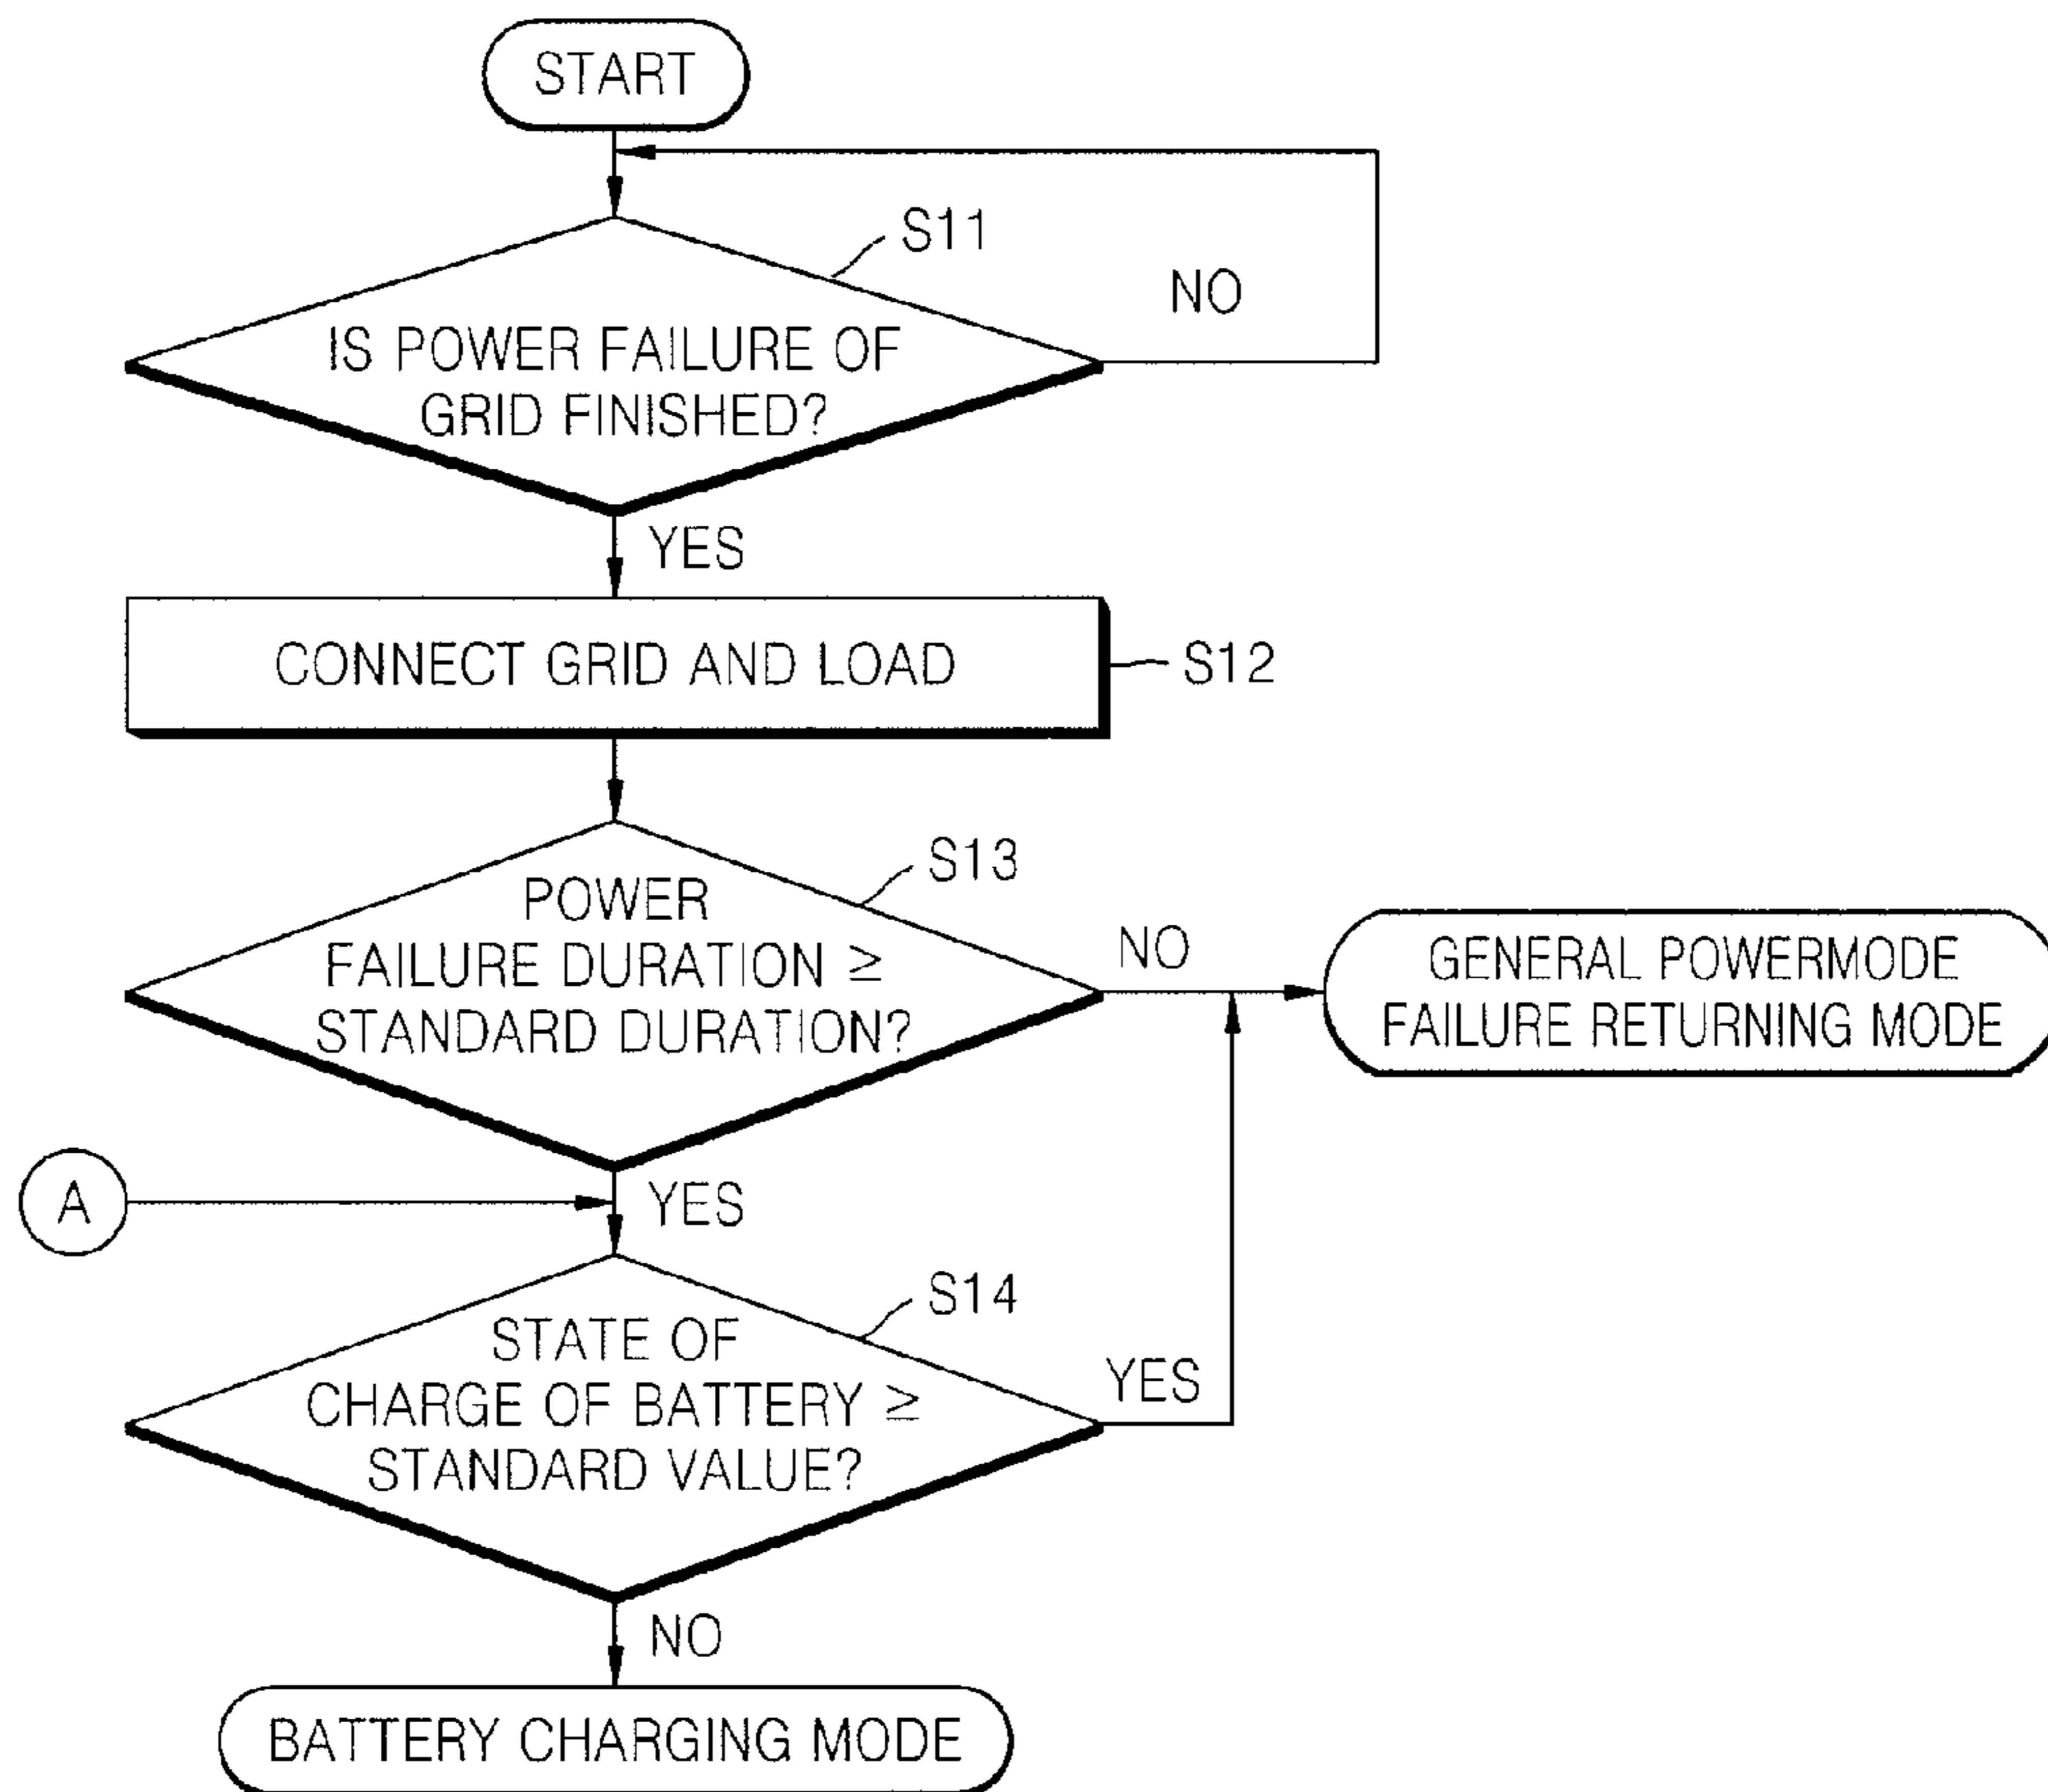 START
S11
NO
IS POWER FAILURE OF
GRID FINISHED?
YES
CONNECT GRID AND LOAD
S12
S13
POWER
FAILURE DURATION ≥
STANDARD DURATION?
NO
GENERAL POWERMODE
FAILURE RETURNING MODE
A
YES
S14
STATE OF
CHARGE OF BATTERY ≥
STANDARD VALUE?
YES
NO
BATTERY CHARGING MODE